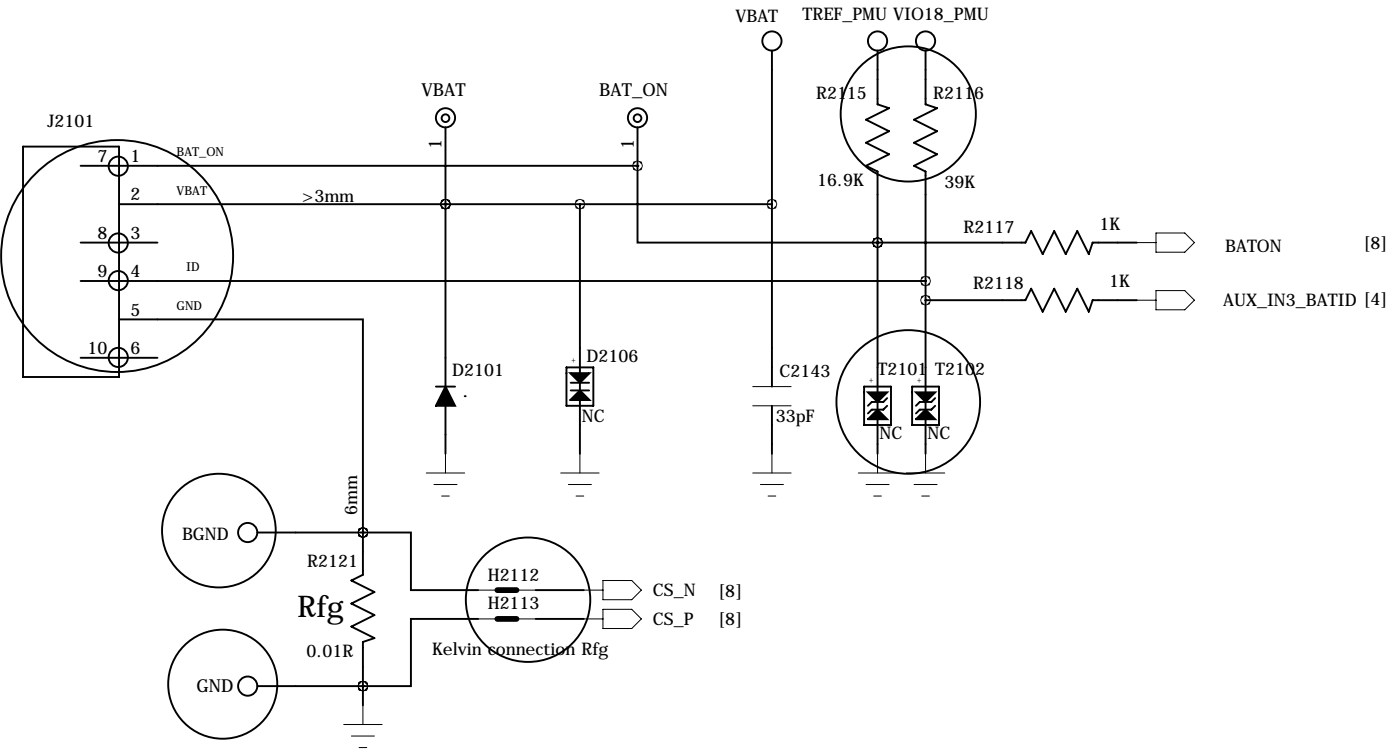 VBAT TREF_PMU VIO18_PMU
VBAT BAT_ON R2115 R2116
J2101
1 1
7 1 BAT_ON
16.9K 39K
2 VBAT >3mm
R2117 1K
8 3
BATON [8]
9 4 ID
R2118 1K
AUX_IN3_BATID [4]
5 GND
10 6
D2106
D2101 C2143 + T2101 + T2102
+
.
NC 33pF
NC NC
6mm
BGND
R2121
H2112
CS_N [8]
Rfg
H2113
CS_P [8]
0.01R Kelvin connection Rfg
GND